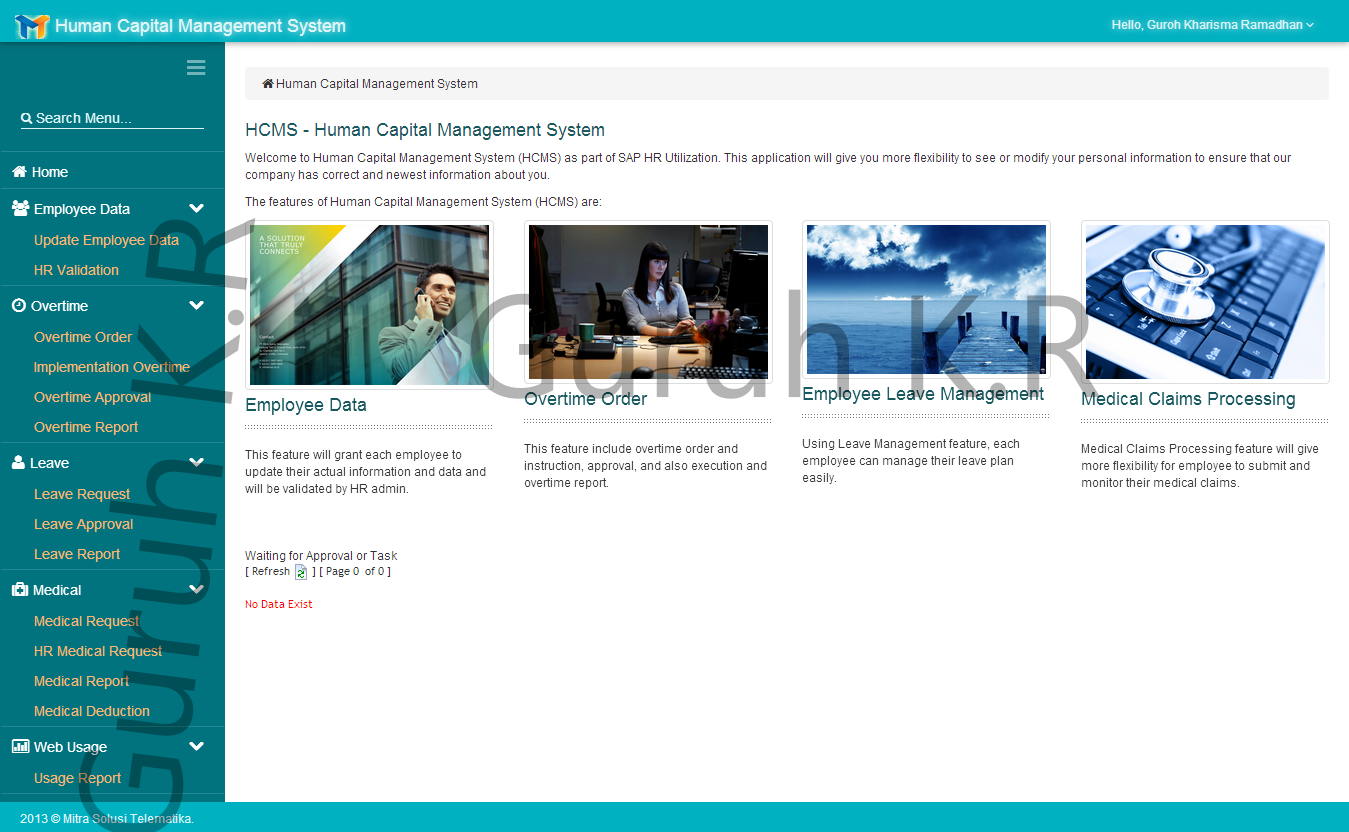 Human Capital Management System
Hello, Guroh Kharisma Ramadhan
Search Menu...
Home
Employee Data
Update Employee Data
HR Validation
Overtime
Overtime Order
Implementation Overtime
Overtime Approval
Overtime Report
Leave
Leave Request
Leave Approval
Leave Report
Medical
Medical Request
HR Medical Request
Medical Report
Medical Deduction
Web Usage
Usage Report
Guruh K.R
Human Capital Management System
HCMS - Human Capital Management System
Welcome to Human Capital Management System (HCMS) as part of SAP HR Utilization. This application will give you more flexibility to see or modify your personal information to ensure that our
company has correct and newest information about you.
The features of Human Capital Management System (HCMS) are:
A SOLUTION
THAT TRULY
CONNECTS
Contact
Employee Data
This feature will grant each employee to
update their actual information and data and
will be validated by HR admin.
Overtime Order
This feature include overtime order and
instruction, approval, and also execution and
overtime report.
Employee Leave Management
Using Leave Management feature, each
employee can manage their leave plan
easily.
Caps Lock
Shift
Ctrl
Medical Claims Processing
Medical Claims Processing feature will give
more flexibility for employee to submit and
monitor their medical claims.
Guruh K.R
Waiting for Approval or Task
[ Refresh ] [ Page 0 of 0 ]
No Data Exist
2013 © Mitra Solusi Telematika.